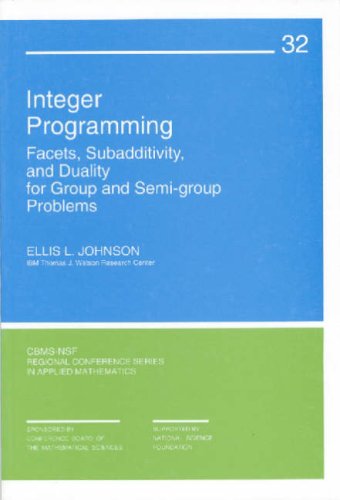 32
Integer
Programming
Facets, Subadditivity,
and Duality
for Group and Semi-group
Problems
ELLIS L. JOHNSON
IBM Thomas J. Watson Research Center
CBMS-NSF
REGIONAL CONFERENCE SERIES
IN APPLIED MATHEMATICS
SPONSORED BY
CONFERENCE BOARD OF
THE MATHEMATICAL SCIENCES
SUPPORTED BY
NATIONAL SCIENCE
FOUNDATION